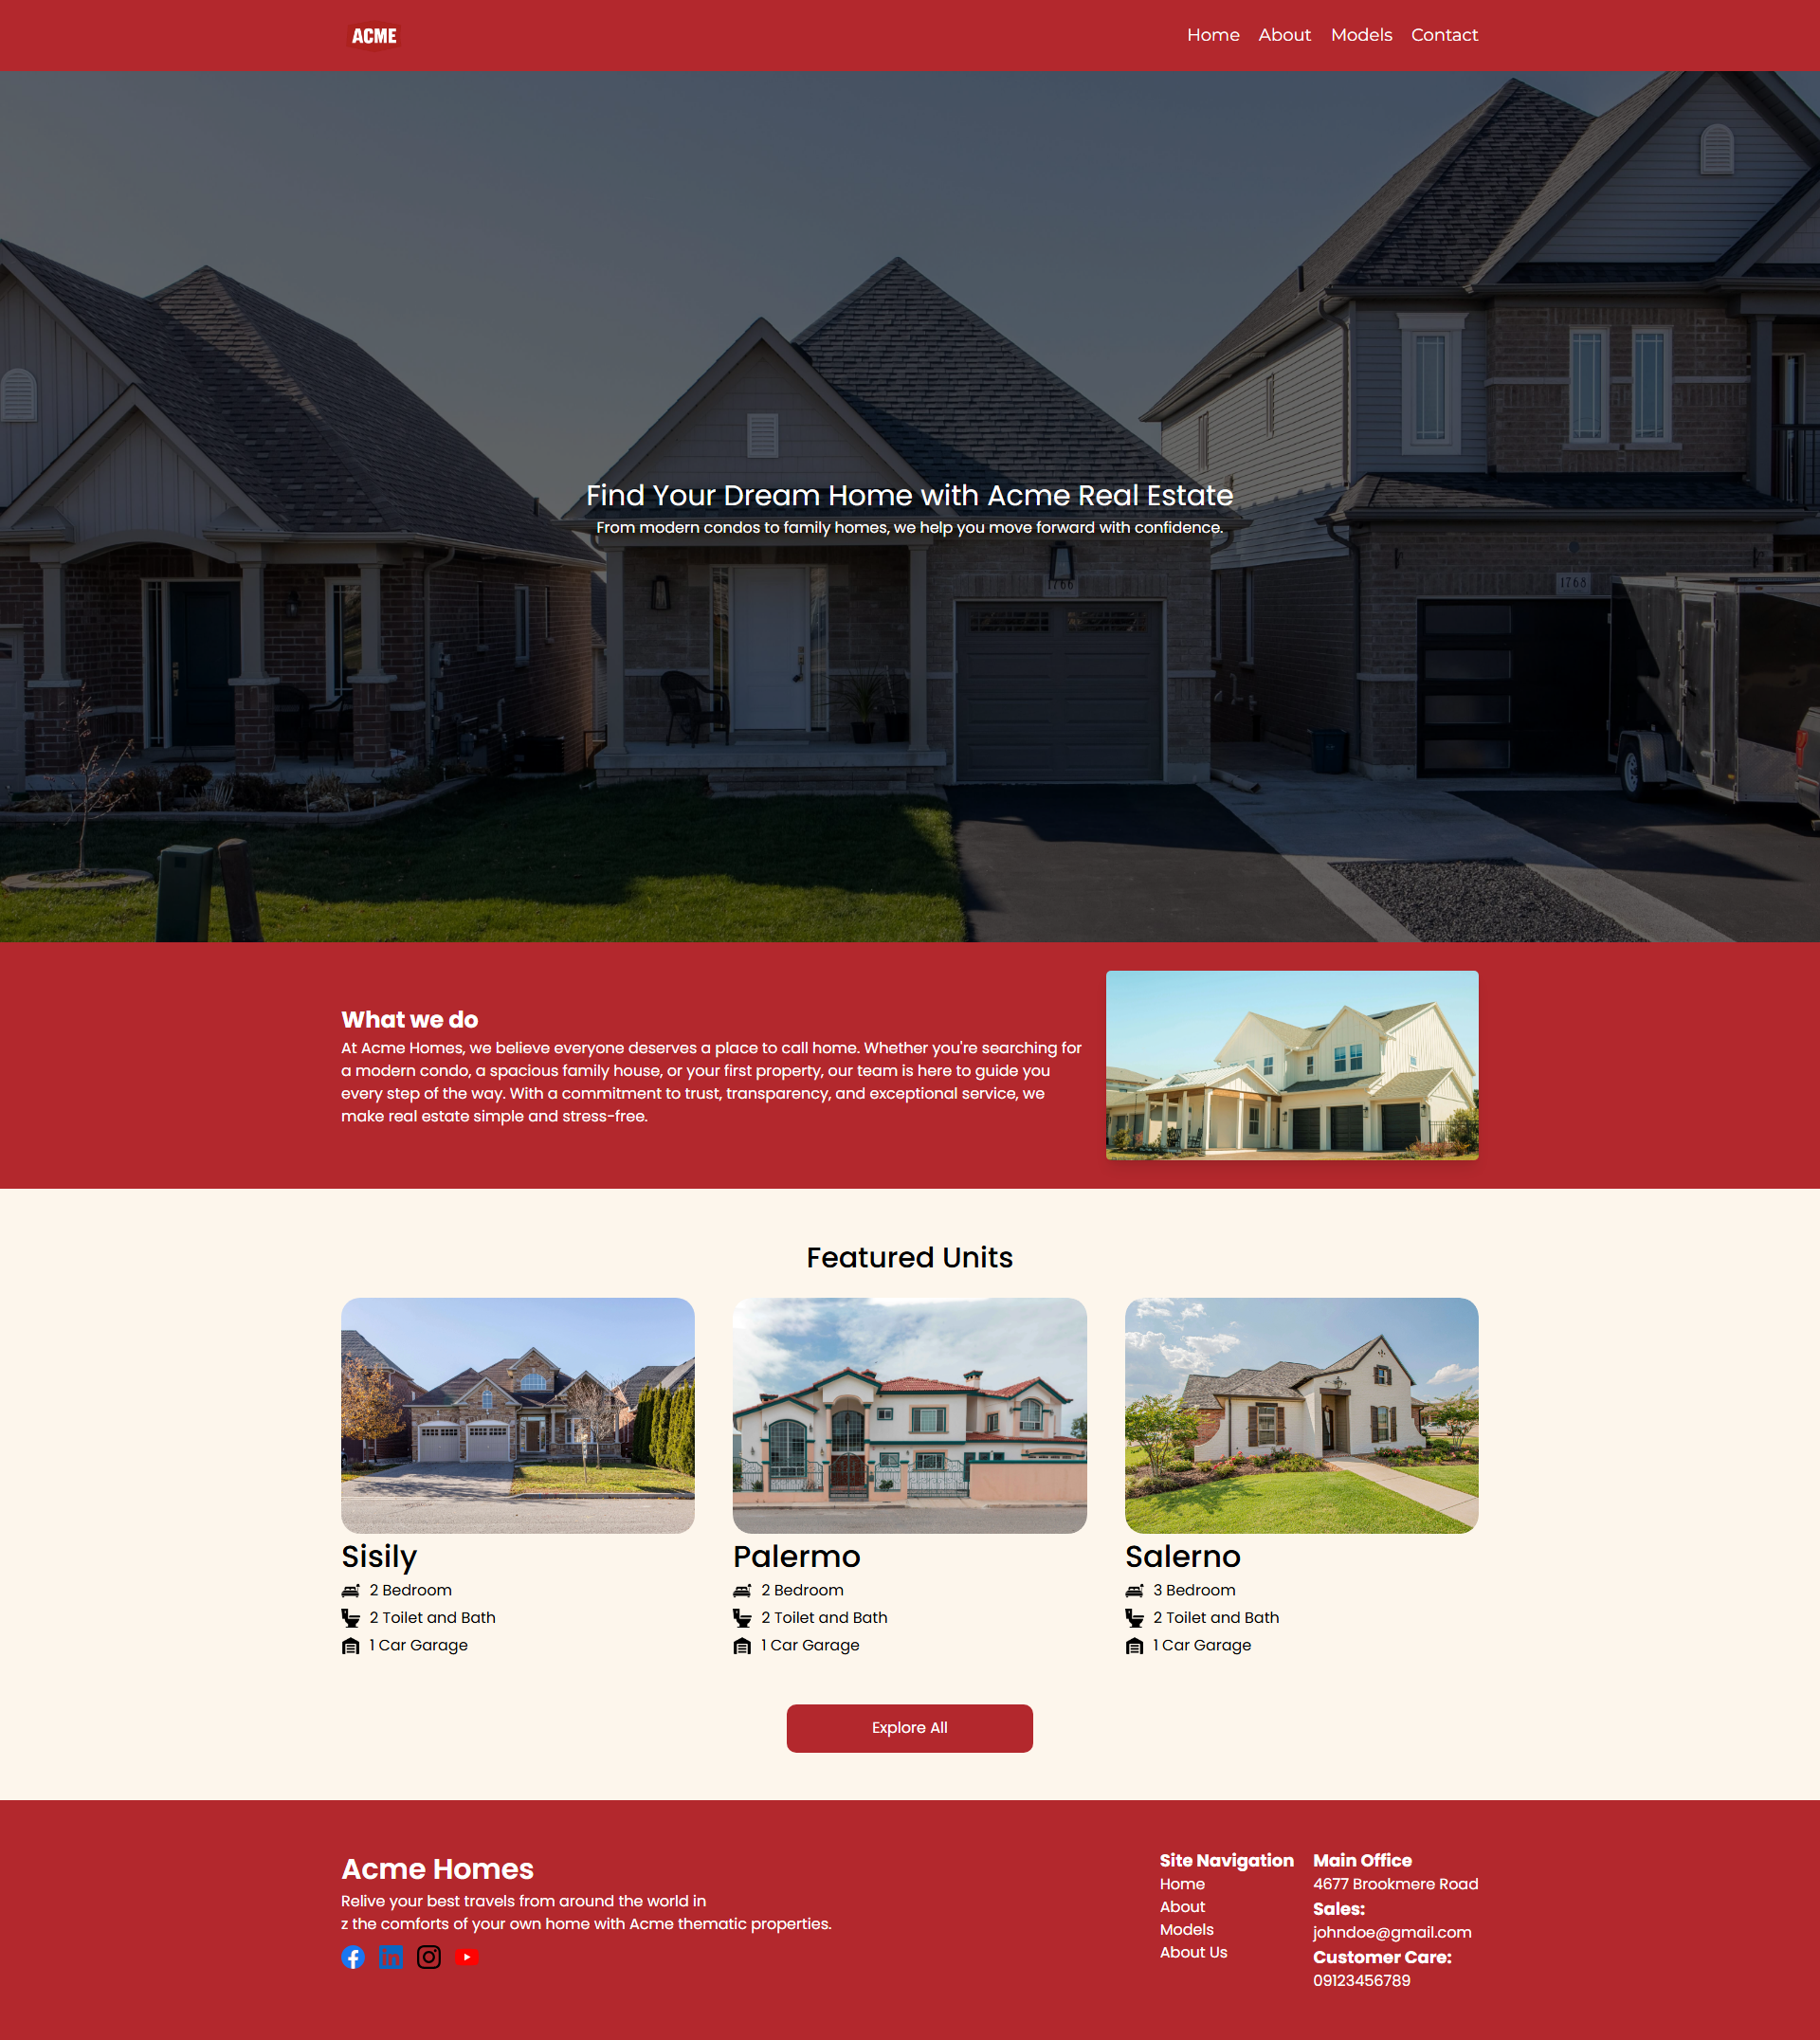 ACME
Home About Models Contact
Find Your Dream Home with Acme Real Estate
From modern condos to family homes, we help you move forward with confidence.
1766
1768
What we do
At Acme Homes, we believe everyone deserves a place to call home. Whether you're searching for
a modern condo, a spacious family house, or your first property, our team is here to guide you
every step of the way. With a commitment to trust, transparency, and exceptional service, we
make real estate simple and stress-free.
Featured Units
Sisily
2 Bedroom
2 Toilet and Bath
1 Car Garage
Palermo
2 Bedroom
2 Toilet and Bath
1 Car Garage
Salerno
3 Bedroom
2 Toilet and Bath
1 Car Garage
Explore All
Acme Homes
Relive your best travels from around the world in
z the comforts of your own home with Acme thematic properties.
Site Navigation
Home
About
Models
About Us
Main Office
4677 Brookmere Road
Sales:
johndoe@gmail.com
Customer Care:
09123456789